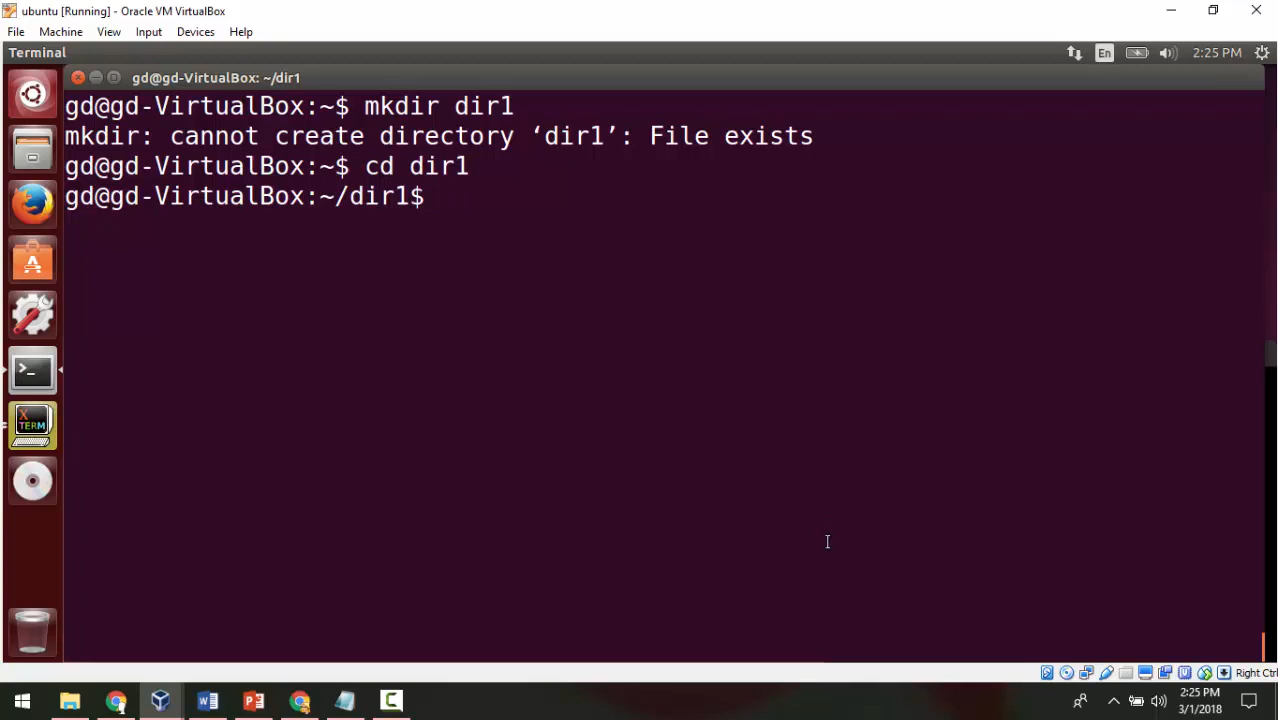 ubuntu [Running] - Oracle VM VirtualBox
File Machine View Input Devices Help
Terminal
En
2:25 PM
gd@gd-VirtualBox: ~/dir1
gd@gd-VirtualBox:~$ mkdir dir1
mkdir: cannot create directory ‘dir1’: File exists
gd@gd-VirtualBox:~$ cd dir1
gd@gd-VirtualBox:~/dir1$
>_
X
TERM
Right Ctrl
2:25 PM
3/1/2018